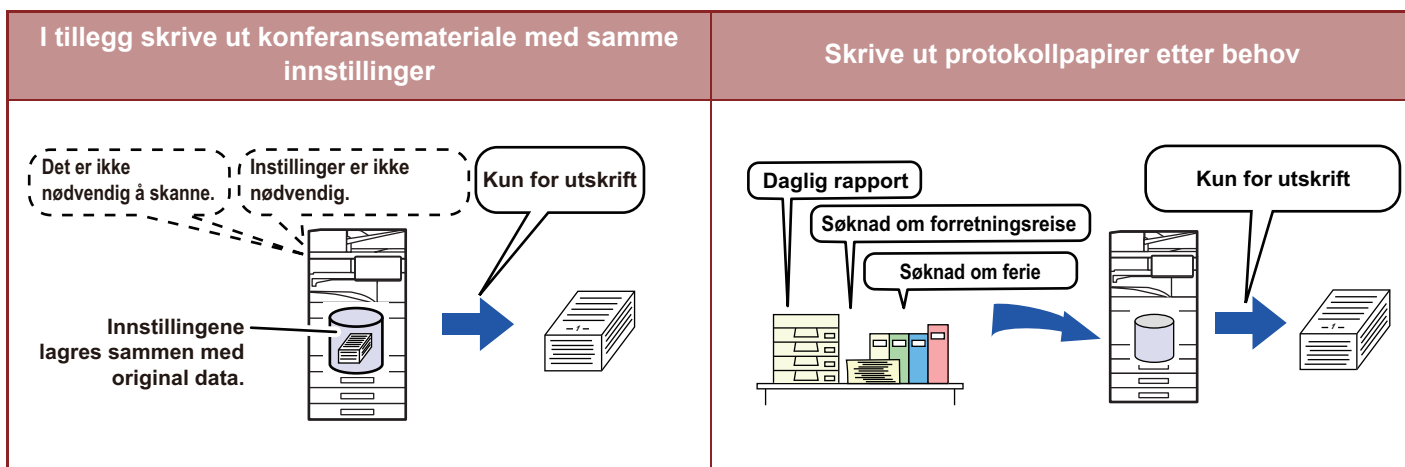 I tillegg skrive ut konferansemateriale med samme
innstillinger
Skrive ut protokollpapirer etter behov
Det er ikke
nødvendig å skanne.
Instillinger er ikke
nødvendig.
Kun for utskrift
Innstillingene
lagres sammen med
original data.
-1-
Daglig rapport
Søknad om forretningsreise
Søknad om ferie
Kun for utskrift
-1-